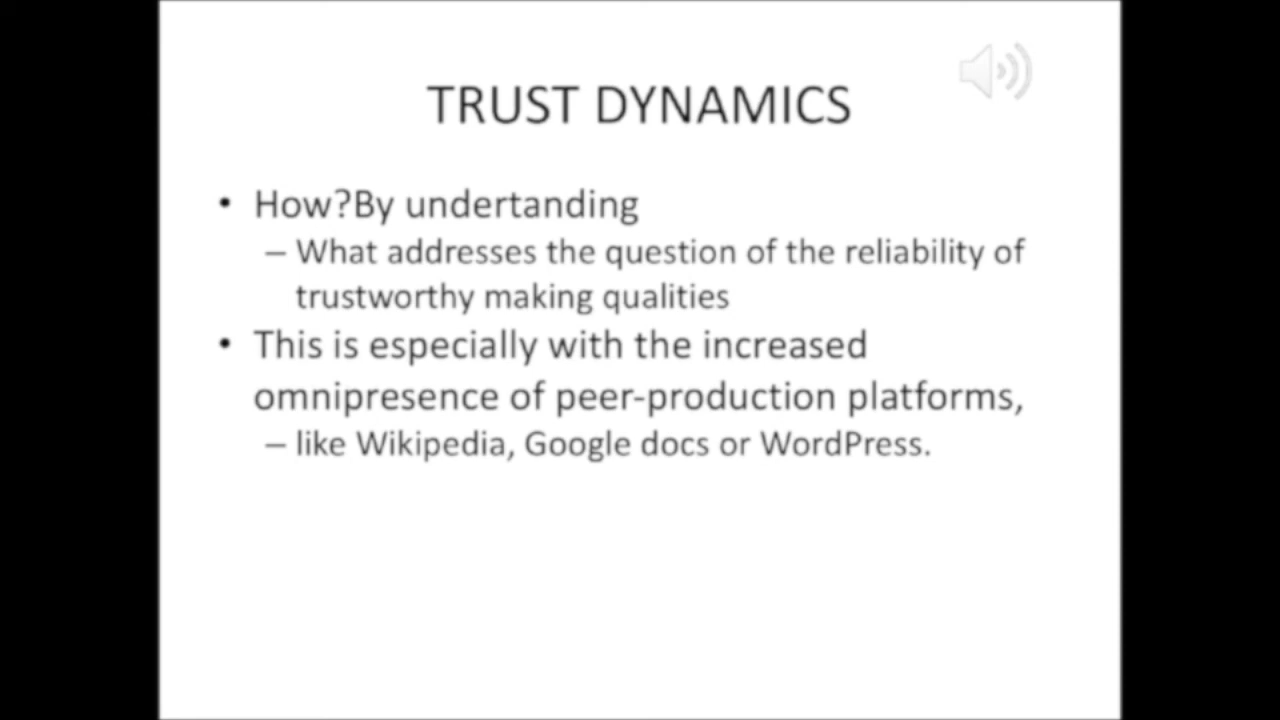 TRUST DYNAMICS
• How?By undertanding
– What addresses the question of the reliability of
trustworthy making qualities
• This is especially with the increased
omnipresence of peer-production platforms,
– like Wikipedia, Google docs or WordPress.